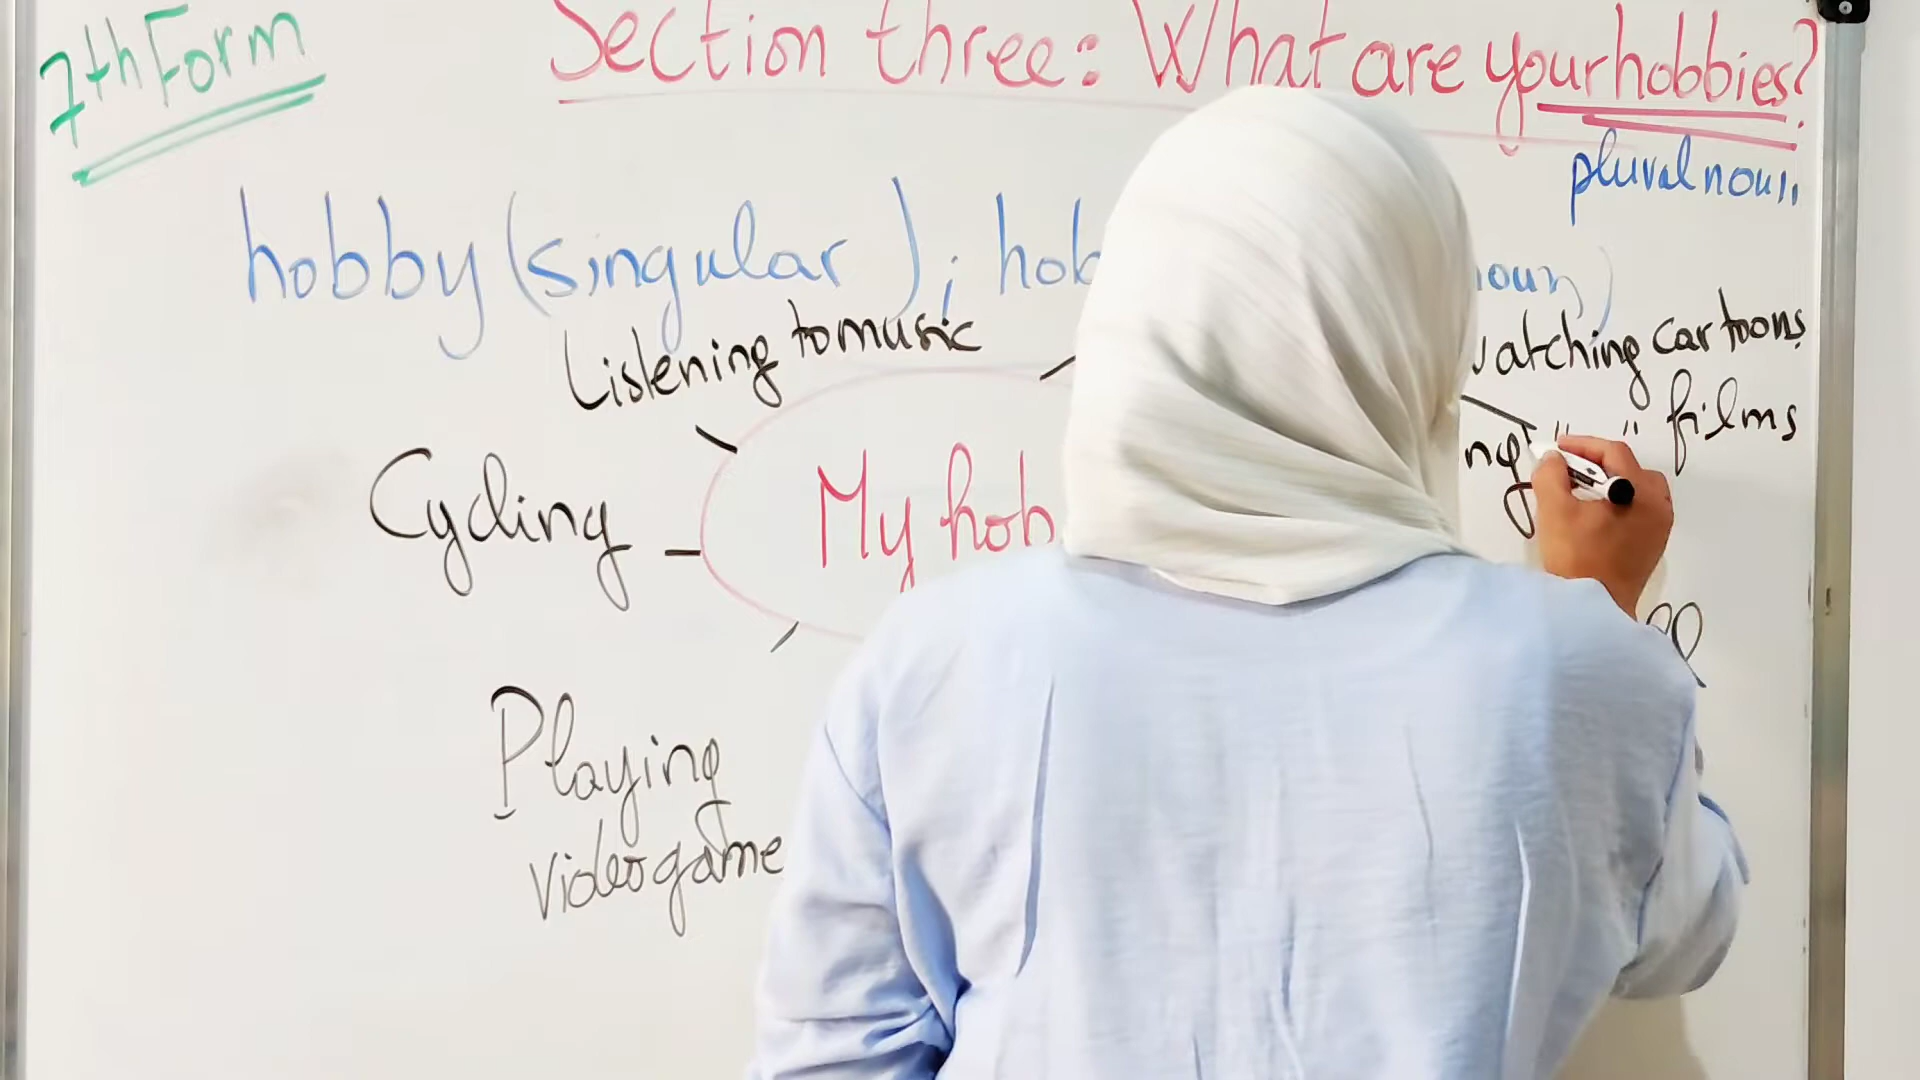 7th Form
Section three: What are your hobbies?
plural noun
hobby (singular); hob
noun)
Listening to music
watching cartoons
" " films
Cycling
My hob
Playing
videogame